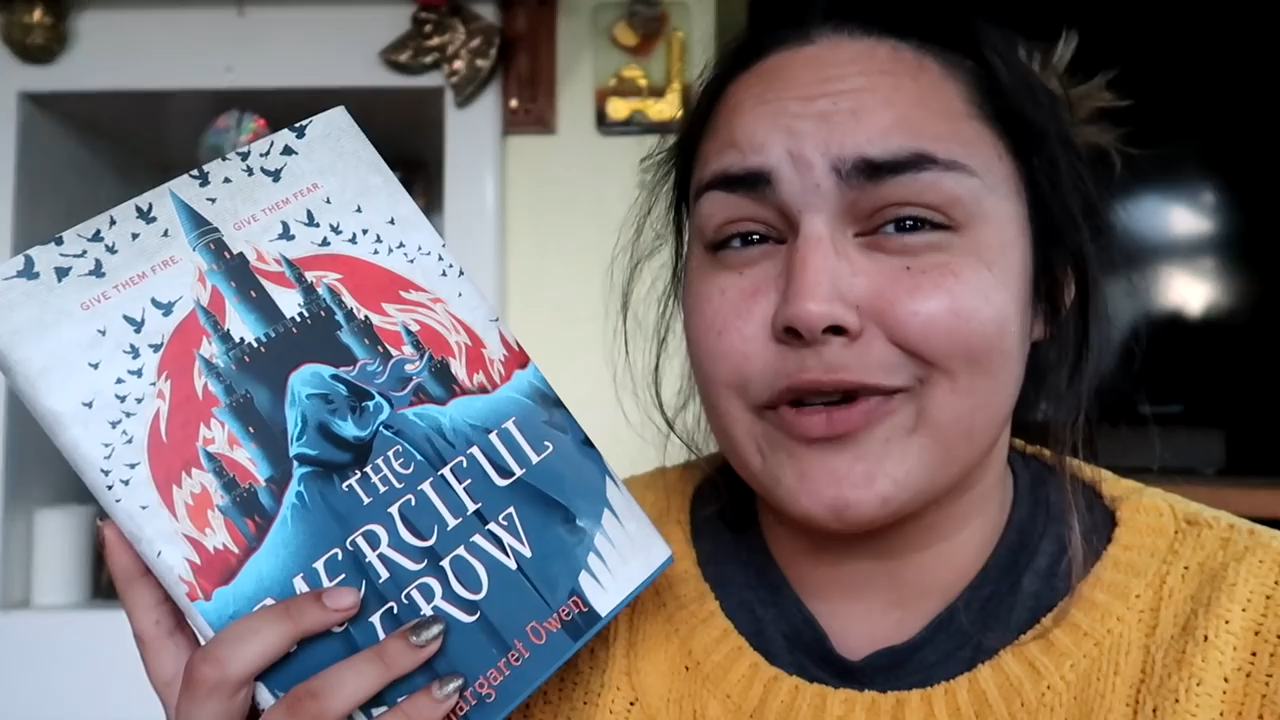 GIVE THEM FIRE.
GIVE THEM FEAR.
THE
MERCIFUL
CROW
Margaret Owen